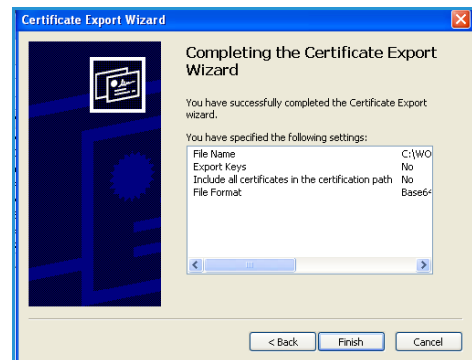 Certificate Export Wizard
Completing the Certificate Export
Wizard
You have successfully completed the Certificate Export
wizard.
You have specified the following settings:
File Name C:\WO
Export Keys No
Include all certificates in the certification path No
File Format Base64
< Back Finish Cancel